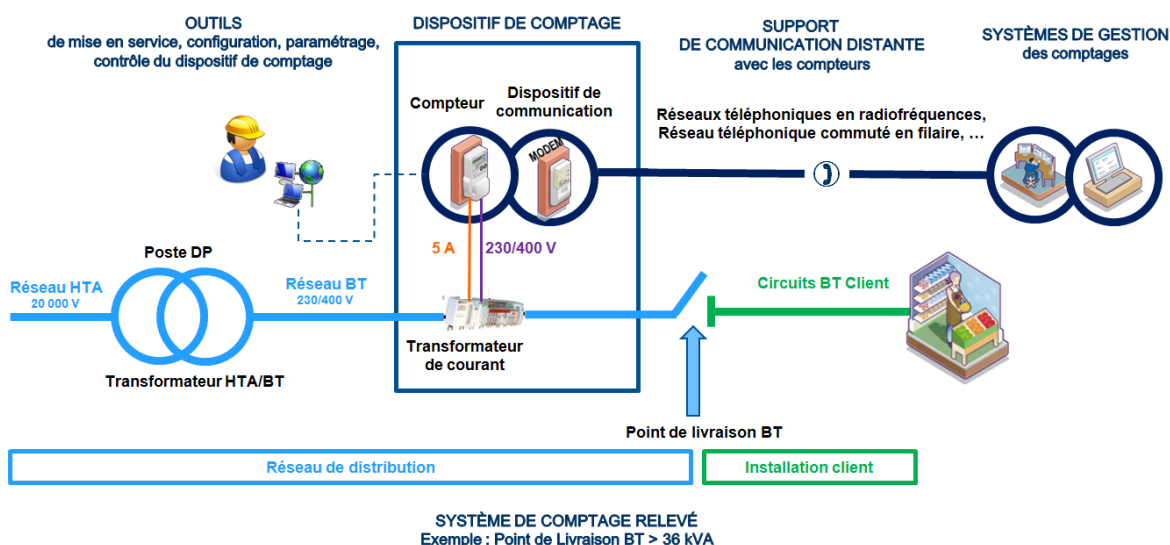 OUTILS
de mise en service, configuration, paramétrage,
contrôle du dispositif de comptage
DISPOSITIF DE COMPTAGE
SUPPORT
DE COMMUNICATION DISTANTE
avec les compteurs
SYSTÈMES DE GESTION
des comptages
Compteur
Dispositif de
communication
MODEM
Réseaux téléphoniques en radiofréquences,
Réseau téléphonique commuté en filaire, ...
5 A
230/400 V
Poste DP
Réseau HTA
20 000 V
Réseau BT
230/400 V
Circuits BT Client
Transformateur HTA/BT
Transformateur
de courant
Point de livraison BT
Réseau de distribution
Installation client
SYSTÈME DE COMPTAGE RELEVÉ
Exemple : Point de Livraison BT > 36 kVA